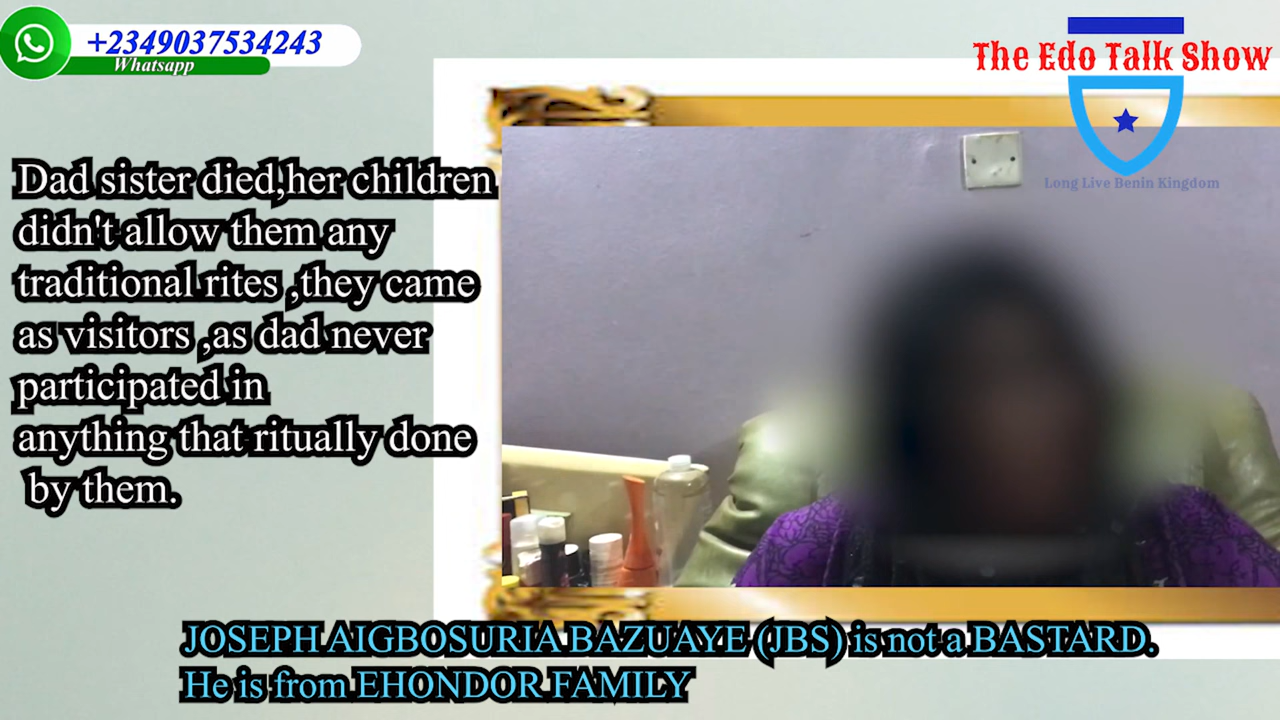 +2349037534243
Whatsapp
The Edo Talk Show
Long Live Benin Kingdom
Dad sister died,her children
didn't allow them any
traditional rites ,they came
as visitors ,as dad never
participated in
anything that ritually done
by them.
JOSEPH AIGBOSURIA BAZUAYE (JBS) is not a BASTARD.
He is from EHONDOR FAMILY